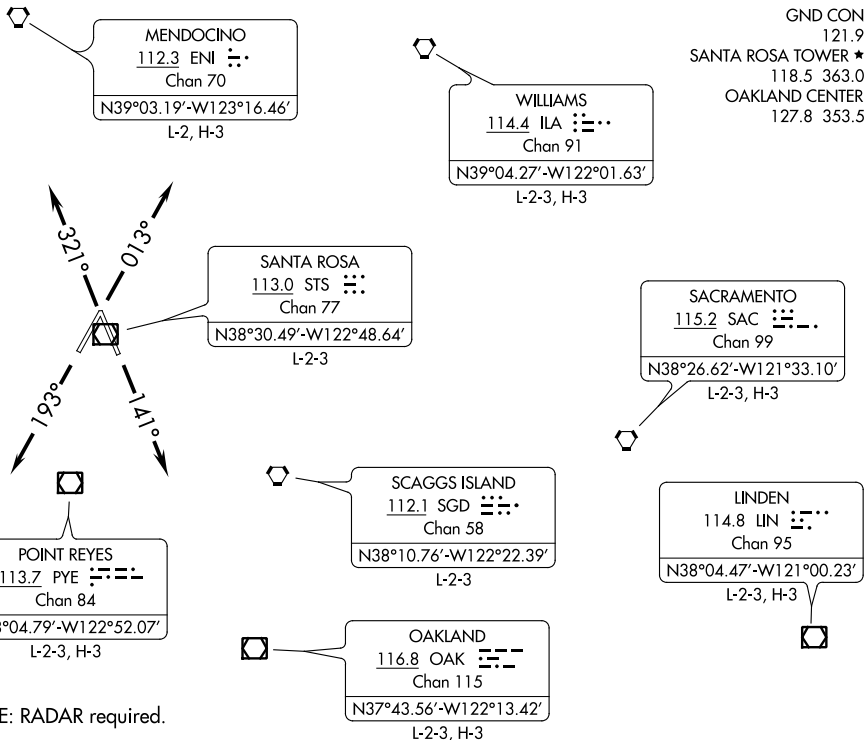 GND CON
121.9
SANTA ROSA TOWER ★
118.5 363.0
OAKLAND CENTER
127.8 353.5
MENDOCINO
112.3 ENI
Chan 70
N39°03.19'-W123°16.46'
L-2, H-3
WILLIAMS
114.4 ILA
Chan 91
N39°04.27'-W122°01.63'
L-2-3, H-3
321°
013°
193°
141°
SANTA ROSA
113.0 STS
Chan 77
N38°30.49'-W122°48.64'
L-2-3
SACRAMENTO
115.2 SAC
Chan 99
N38°26.62'-W121°33.10'
L-2-3, H-3
SCAGGS ISLAND
112.1 SGD
Chan 58
N38°10.76'-W122°22.39'
L-2-3
LINDEN
114.8 LIN
Chan 95
N38°04.47'-W121°00.23'
L-2-3, H-3
POINT REYES
113.7 PYE
Chan 84
8°04.79'-W122°52.07'
L-2-3, H-3
OAKLAND
116.8 OAK
Chan 115
N37°43.56'-W122°13.42'
L-2-3, H-3
E: RADAR required.